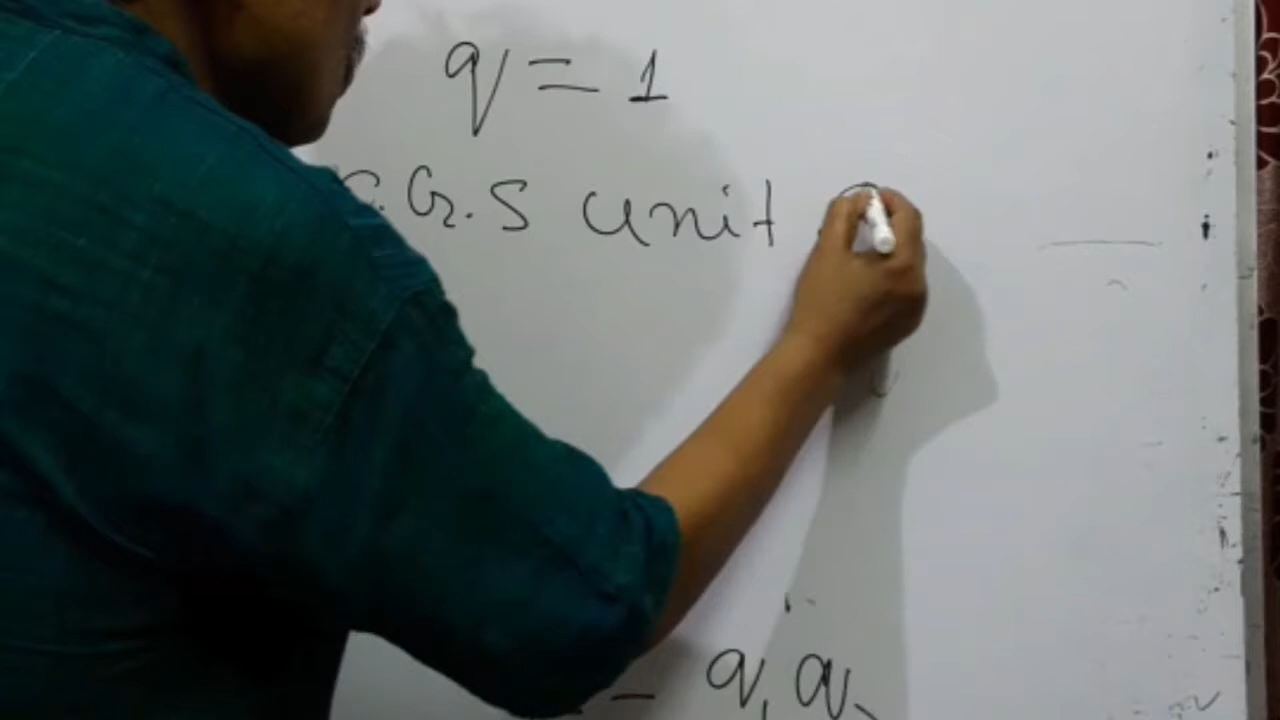 q = 1
C.G.S unit
= q, q